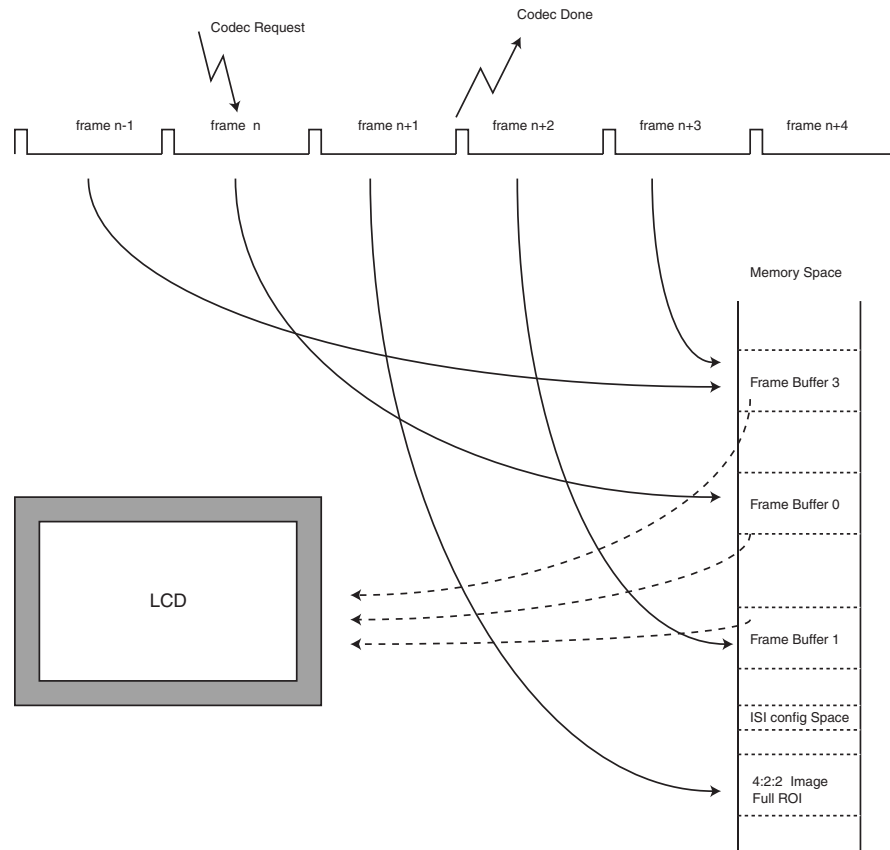 Codec Request
Codec Done
frame n-1
frame n
frame n+1
frame n+2
frame n+3
frame n+4
Memory Space
Frame Buffer 3
Frame Buffer 0
LCD
Frame Buffer 1
ISI config Space
4:2:2 Image
Full ROI